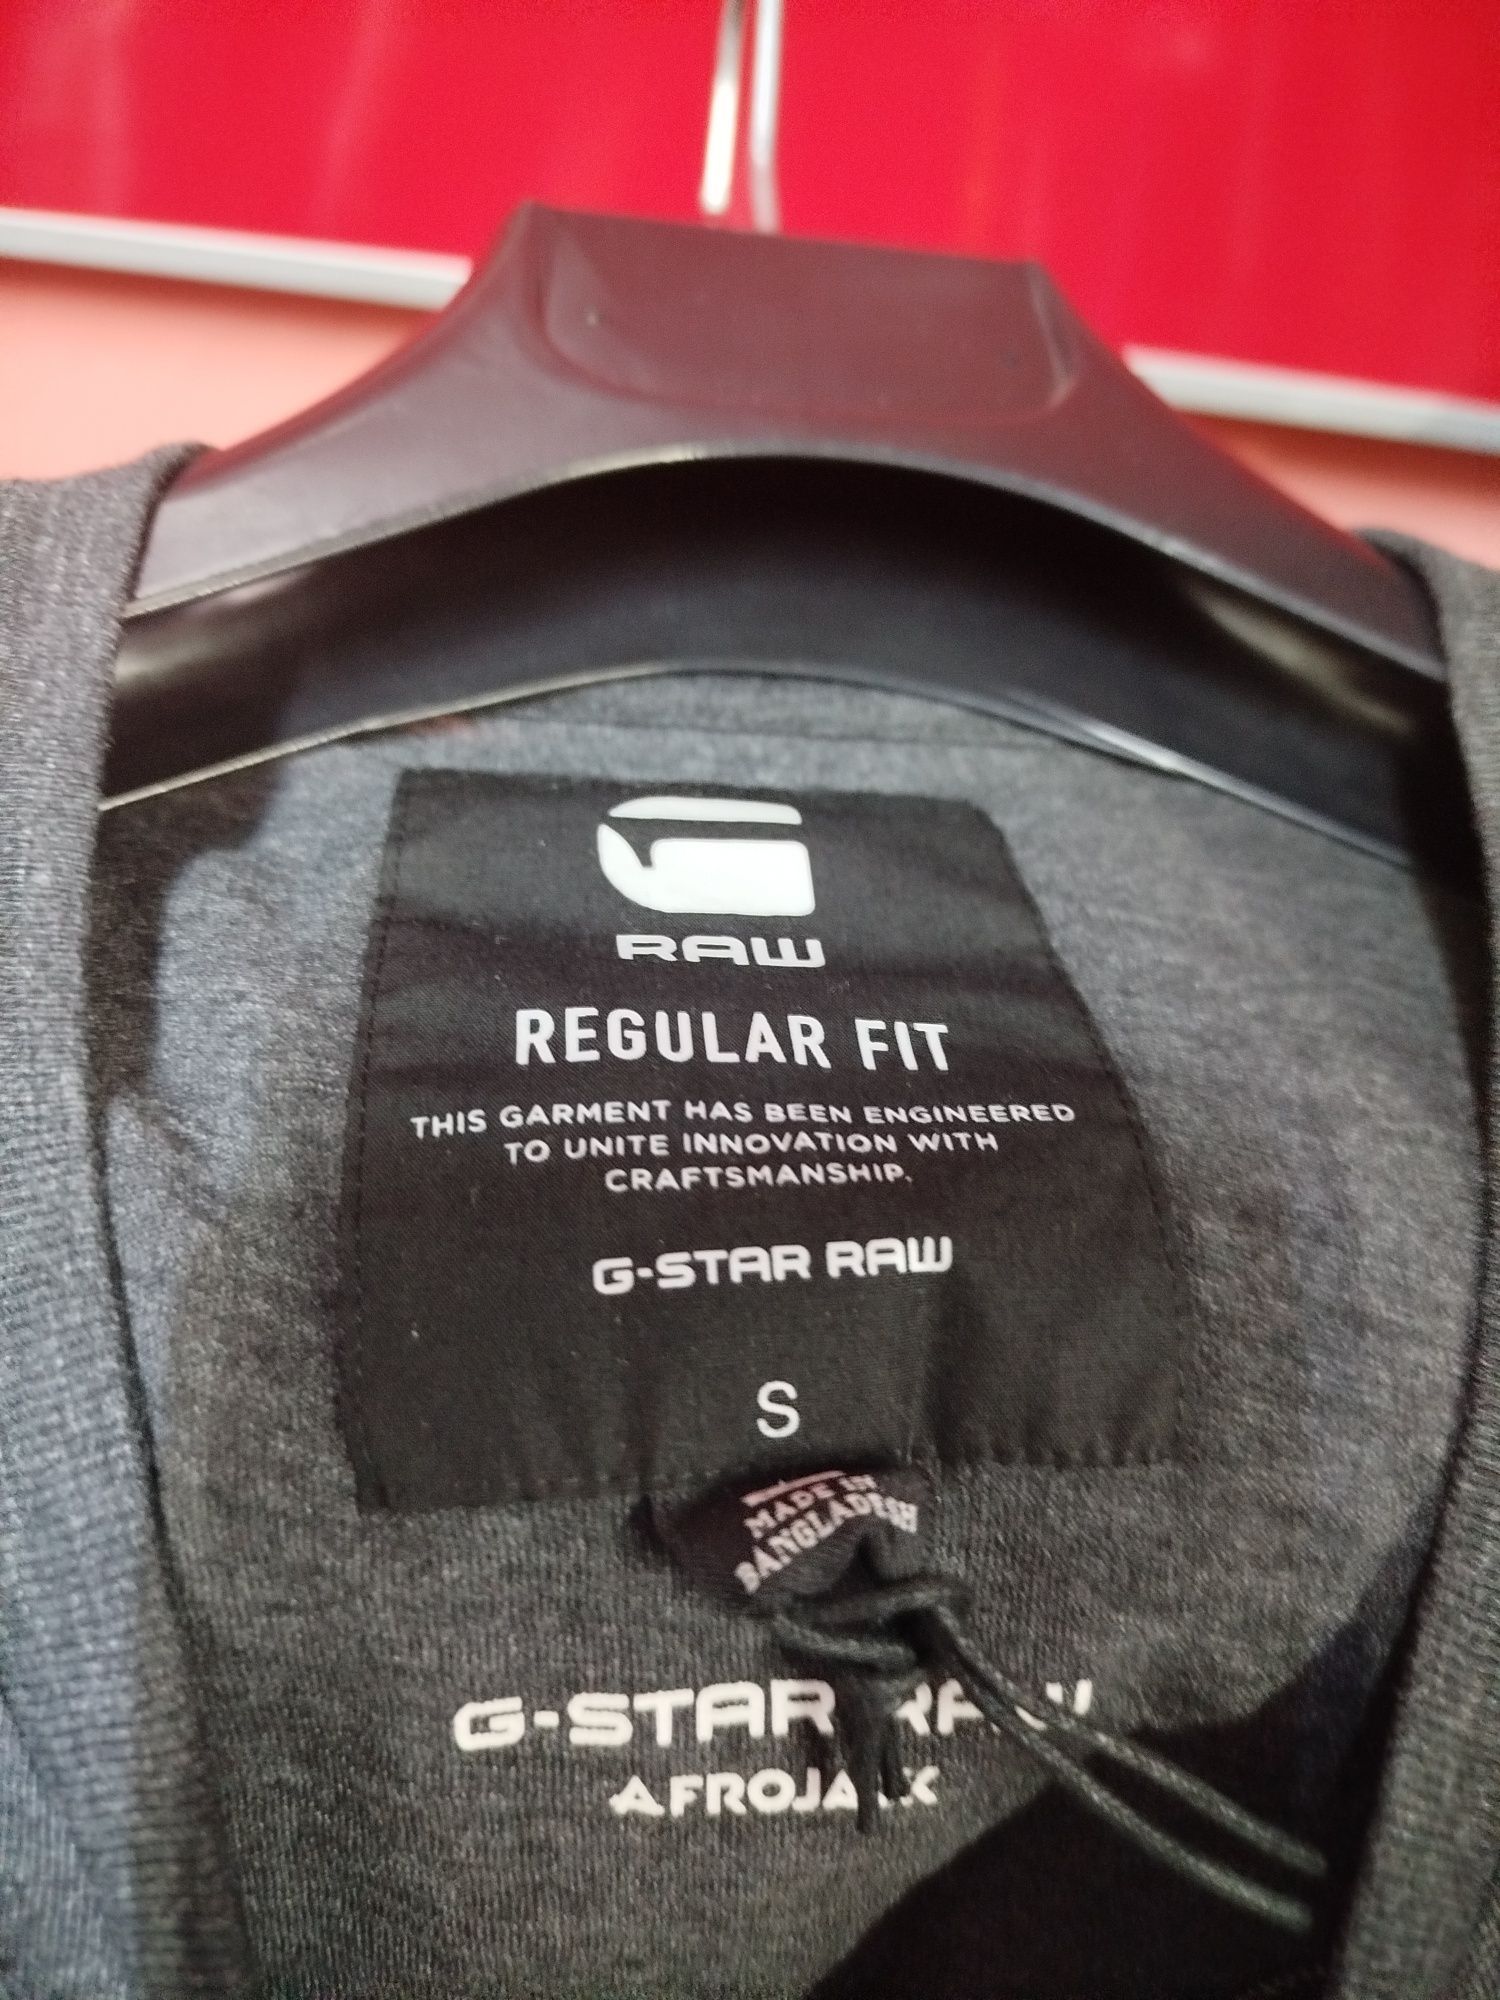 RAW
REGULAR FIT
THIS GARMENT HAS BEEN ENGINEERED
TO UNITE INNOVATION WITH
CRAFTSMANSHIP.
G-STAR RAW
S
MADE IN
BANGLADESH
G-STAR RAW